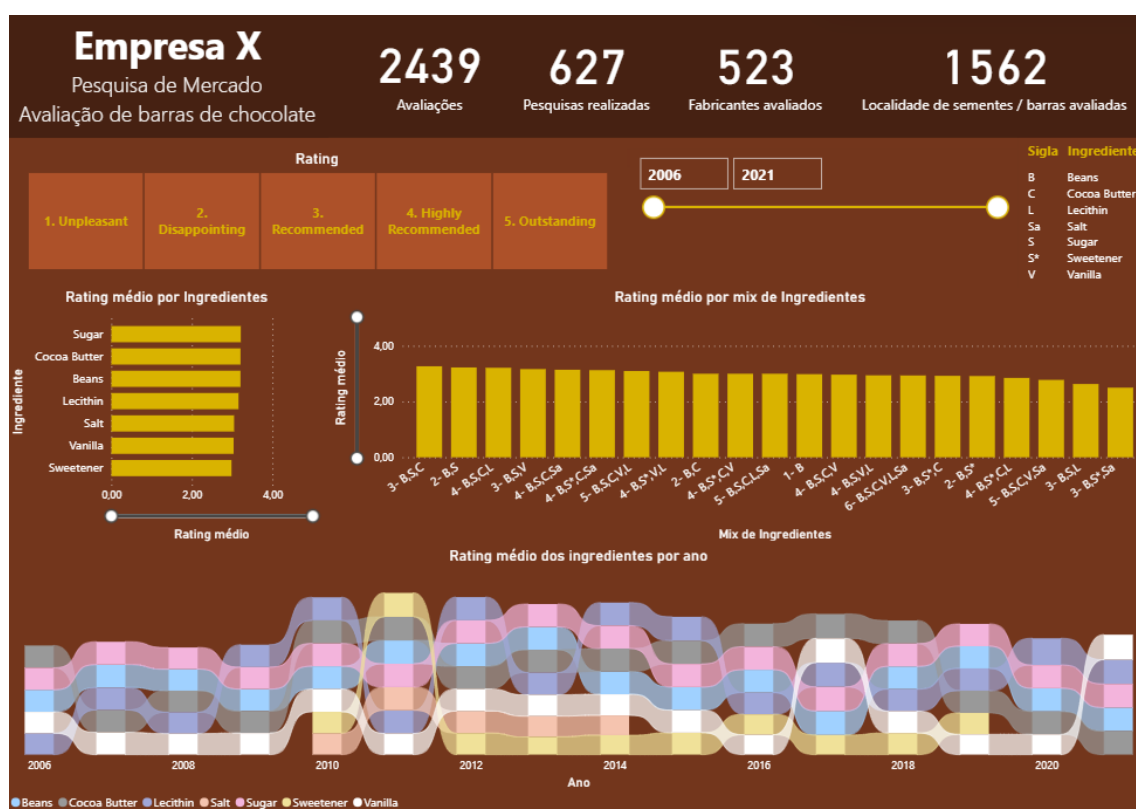 Empresa X
Pesquisa de Mercado
Avaliação de barras de chocolate
2439
Avaliações
627
Pesquisas realizadas
523
Fabricantes avaliados
1562
Localidade de sementes / barras avaliadas
Rating
1. Unpleasant
2.
Disappointing
3.
Recommended
4. Highly
Recommended
5. Outstanding
2006
2021
Sigla Ingrediente
B Beans
C Cocoa Butter
L Lecithin
Sa Salt
S Sugar
S* Sweetener
V Vanilla
Rating médio por Ingredientes
Ingrediente
Sugar
Cocoa Butter
Beans
Lecithin
Salt
Vanilla
Sweetener
0,00 2,00 4,00
Rating médio
Rating médio por mix de Ingredientes
Rating médio
4,00
2,00
0,00
3- B,S,C
2- B,S
4- B,S,C,L
3- B,S,V
4- B,S,C,Sa
4- B,S*,C,Sa
5- B,S,C,V,L
4- B,S*,V,L
2- B,C
4- B,S*,C,V
5- B,S,C,L,Sa
1- B
4- B,S,C,V
4- B,S,V,L
6- B,S,C,V,L,Sa
3- B,S*,C
2- B,S*
4- B,S*,C,L
5- B,S,C,V,Sa
3- B,S,L
3- B,S*,Sa
Mix de Ingredientes
Rating médio dos ingredientes por ano
2006 2008 2010 2012 2014 2016 2018 2020
Ano
Beans Cocoa Butter Lecithin Salt Sugar Sweetener Vanilla